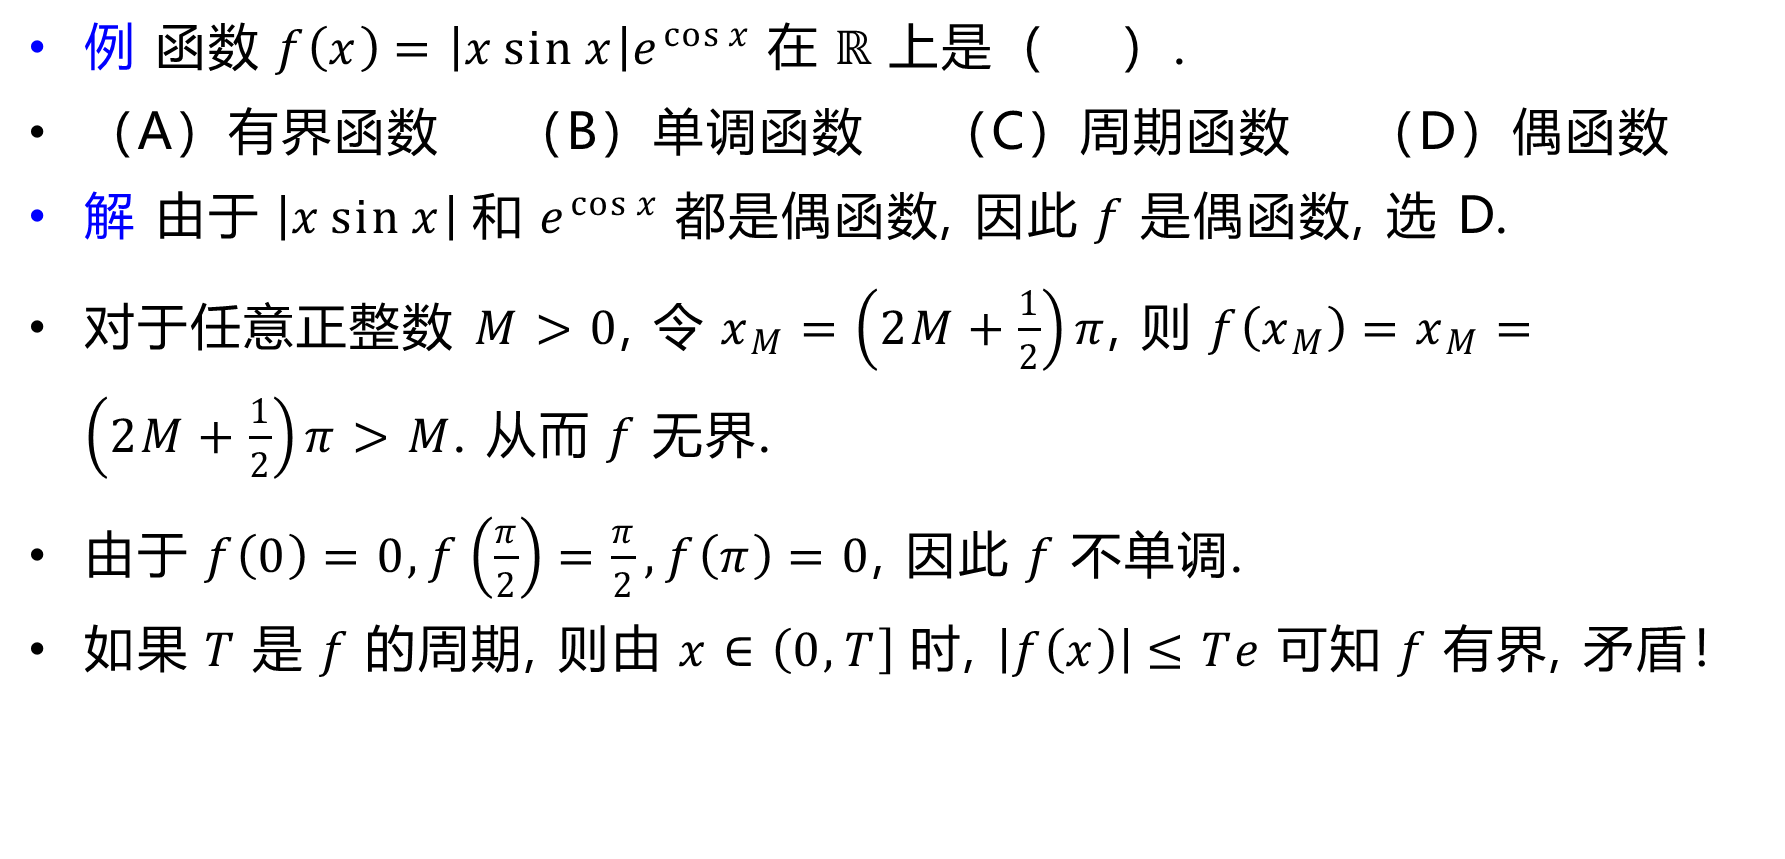 • 例 函数 f(x) = |x sin x|e^{cos x} 在 ℝ 上是（    ）.
• （A）有界函数 （B）单调函数 （C）周期函数 （D）偶函数
• 解 由于 |x sin x| 和 e^{cos x} 都是偶函数, 因此 f 是偶函数, 选 D.
• 对于任意正整数 M > 0, 令 x_M = (2M + 1/2)π, 则 f(x_M) = x_M =
(2M + 1/2)π > M. 从而 f 无界.
• 由于 f(0) = 0, f(π/2) = π/2, f(π) = 0, 因此 f 不单调.
• 如果 T 是 f 的周期, 则由 x ∈ (0, T] 时, |f(x)| ≤ Te 可知 f 有界, 矛盾!